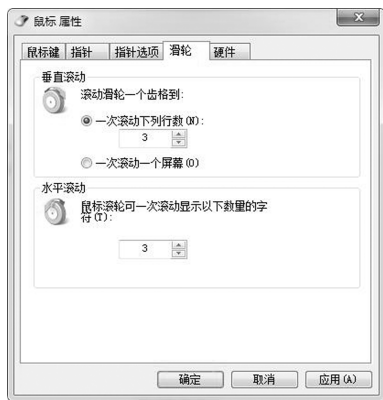 鼠标 属性
鼠标键 指针 指针选项 滑轮 硬件
垂直滚动
滚动滑轮一个齿格到:
一次滚动下列行数(N):
3
一次滚动一个屏幕(O)
水平滚动
鼠标滚轮可一次滚动显示以下数量的字
符(T):
3
确定 取消 应用(A)